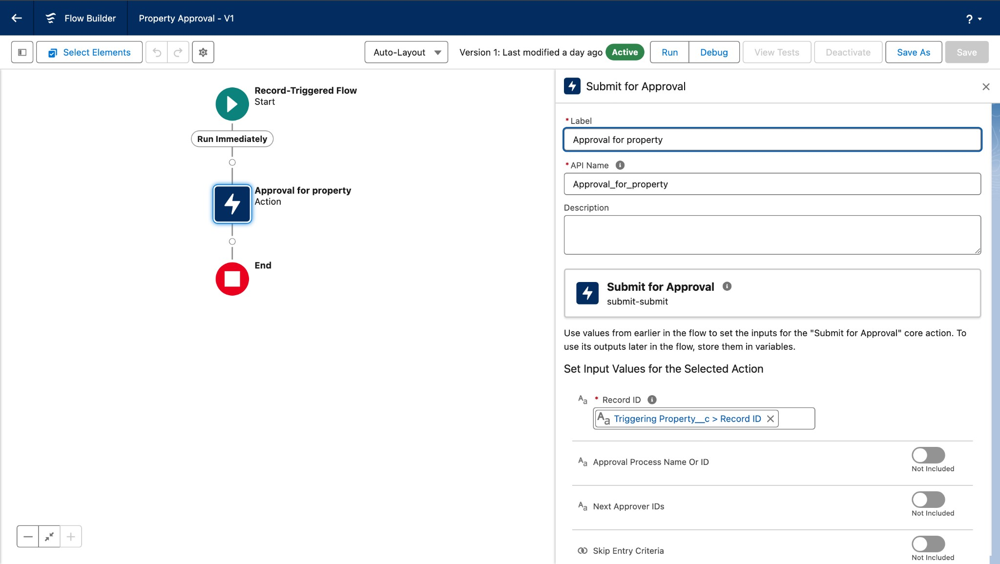 Flow Builder
Property Approval - V1
?
Select Elements
Auto-Layout
Version 1: Last modified a day ago
Active
Run
Debug
View Tests
Deactivate
Save As
Save
Record-Triggered Flow
Start
Run Immediately
Approval for property
Action
End
Submit for Approval
* Label
Approval for property
* API Name
Approval_for_property
Description
Submit for Approval
submit-submit
Use values from earlier in the flow to set the inputs for the "Submit for Approval" core action. To
use its outputs later in the flow, store them in variables.
Set Input Values for the Selected Action
Aa * Record ID
Aa Triggering Property__c > Record ID
Aa Approval Process Name Or ID
Not Included
Aa Next Approver IDs
Not Included
Skip Entry Criteria
Not Included